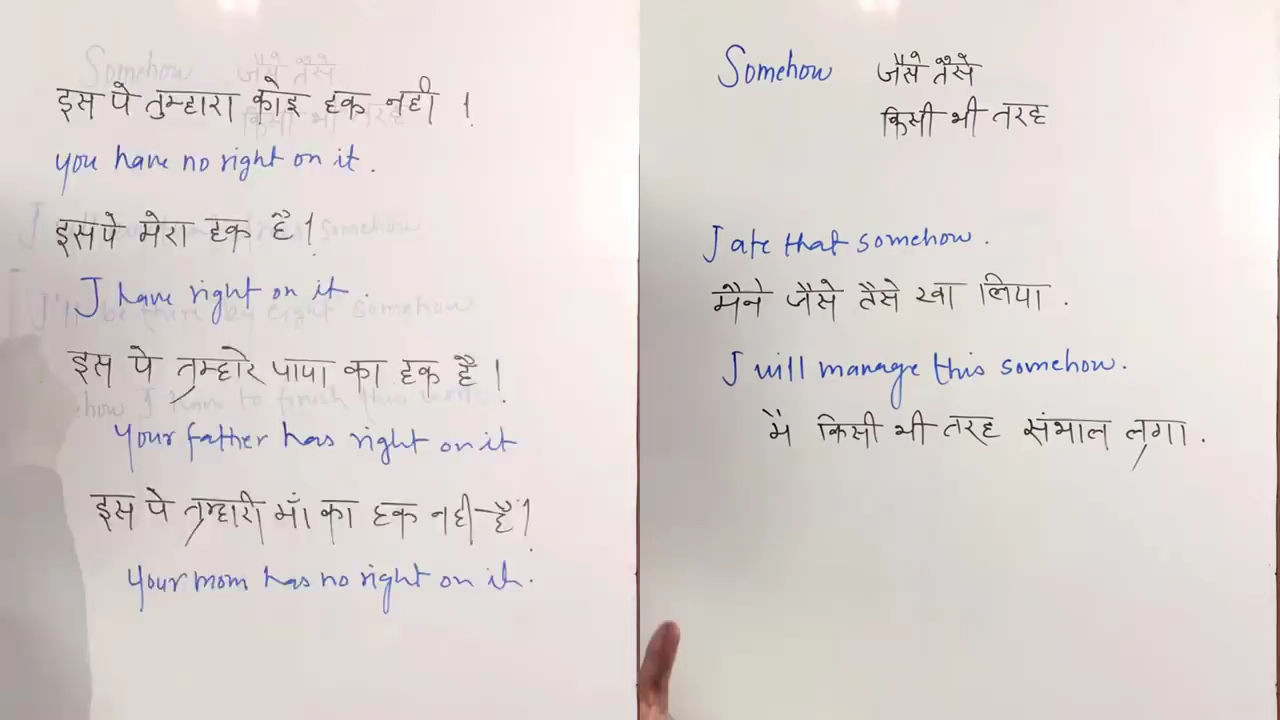 इस पे तुम्हारा कोइ हक नही !
you have no right on it.
इसपे मेरा हक है !
I have right on it.
इस पे तुम्हारे पापा का हक है !
Your father has right on it
इस पे तुम्हारी माँ का हक नही है !
Your mom has no right on it.
Somehow जैसे तैसे
किसी भी तरह
I ate that somehow.
मैने जैसे तैसे खा लिया .
I will manage this somehow.
मै किसी भी तरह संभाल लूगा .